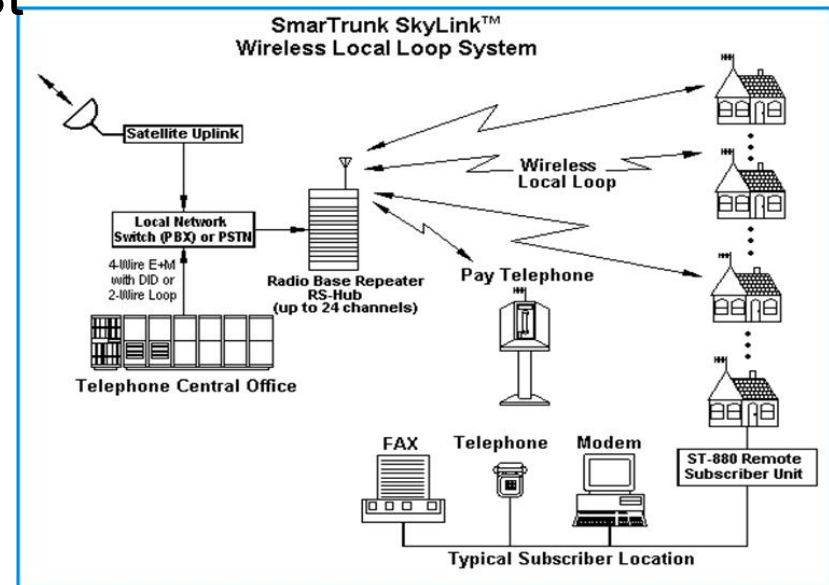 SmarTrunk SkyLink™
Wireless Local Loop System
Satellite Uplink
Local Network
Switch (PBX) or PSTN
4-Wire E+M
with DID or
2-Wire Loop
Telephone Central Office
Radio Base Repeater
RS-Hub
(up to 24 channels)
Wireless
Local Loop
Pay Telephone
FAX
Telephone
Modem
ST-880 Remote
Subscriber Unit
Typical Subscriber Location